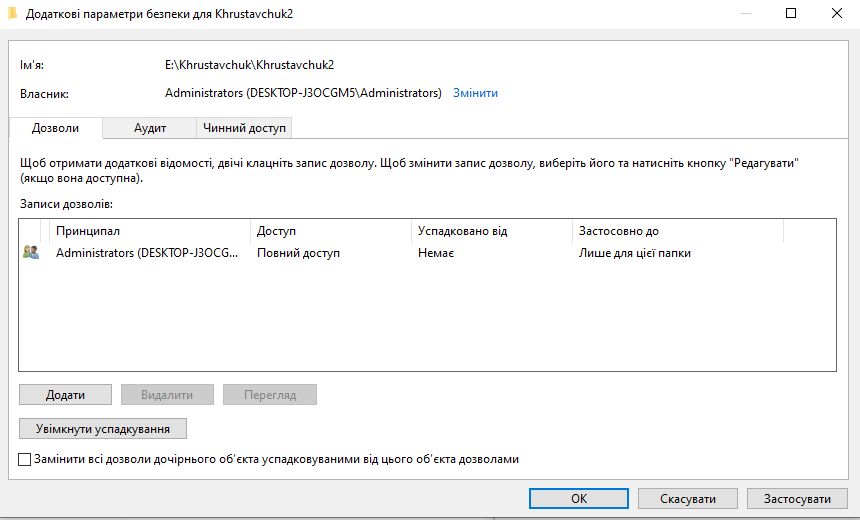 Додаткові параметри безпеки для Khrustavchuk2
Ім'я:
E:\Khrustavchuk\Khrustavchuk2
Власник:
Administrators (DESKTOP-J3OCGM5\Administrators) Змінити
Дозволи
Аудит
Чинний доступ
Щоб отримати додаткові відомості, двічі клацніть запис дозволу. Щоб змінити запис дозволу, виберіть його та натисніть кнопку "Редагувати"
(якщо вона доступна).
Записи дозволів:
Принципал
Доступ
Успадковано від
Застосовно до
Administrators (DESKTOP-J3OCG...
Повний доступ
Немає
Лише для цієї папки
Додати
Видалити
Перегляд
Увімкнути успадкування
Замінити всі дозволи дочірнього об'єкта успадковуваними від цього об'єкта дозволами
ОК
Скасувати
Застосувати